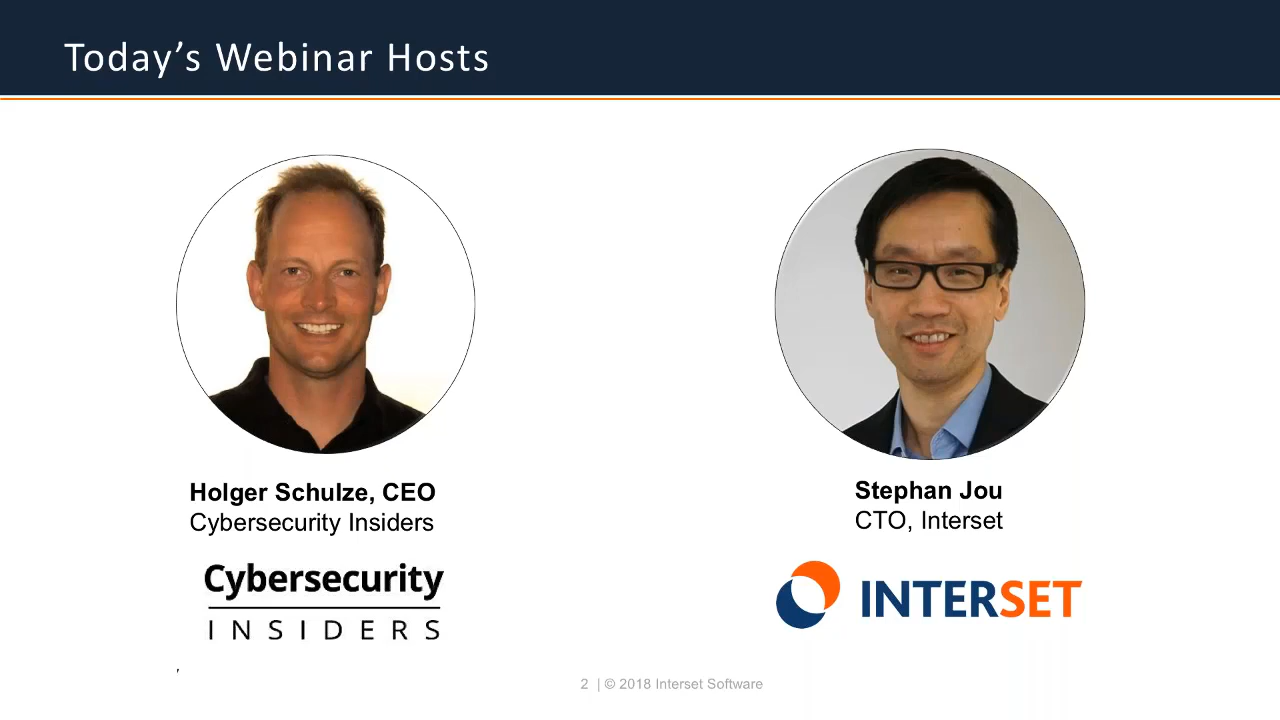 Today’s Webinar Hosts
Holger Schulze, CEO
Cybersecurity Insiders
Cybersecurity
INSIDERS
Stephan Jou
CTO, Interset
INTERSET
2 | © 2018 Interset Software